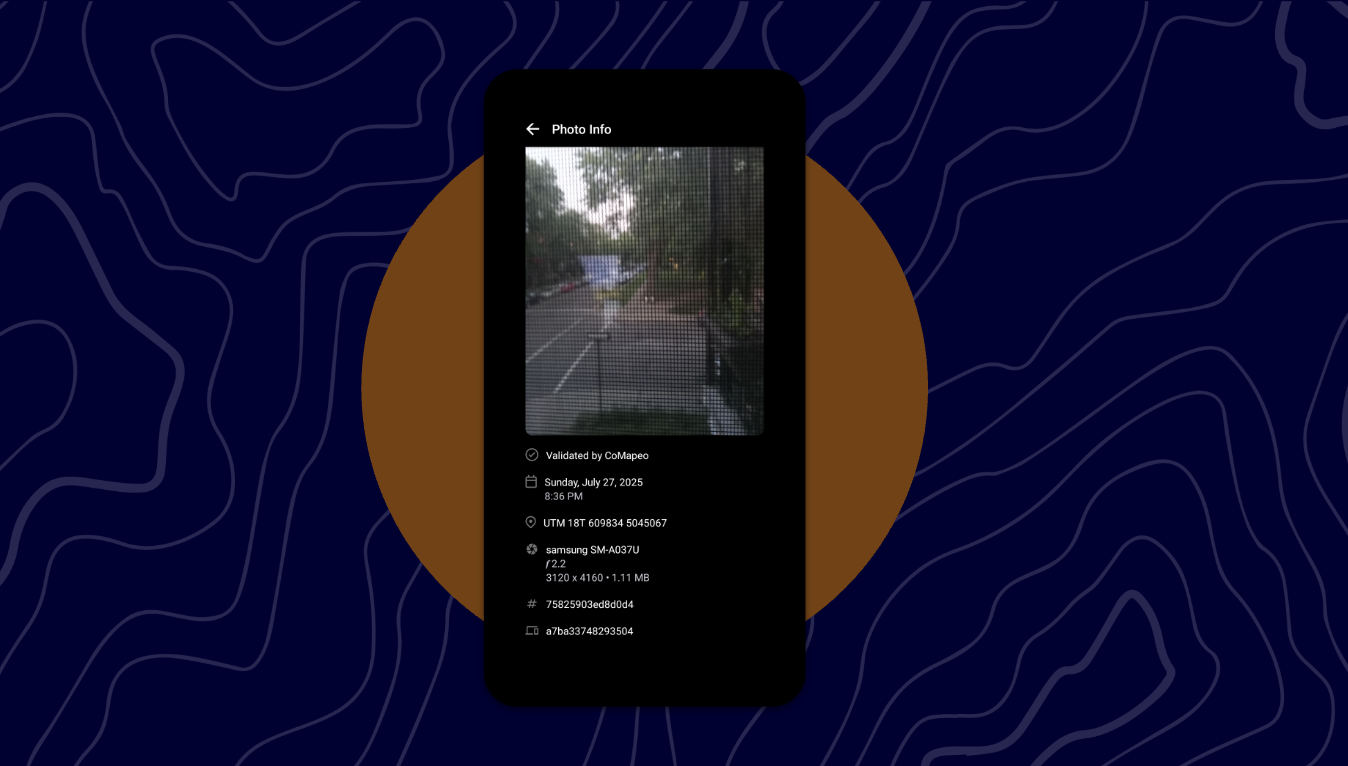 Photo Info
Validated by CoMapeo
Sunday, July 27, 2025
8:36 PM
UTM 18T 609834 5045067
samsung SM-A037U
f 2.2
3120 x 4160 • 1.11 MB
# 75825903ed8d0d4
a7ba33748293504